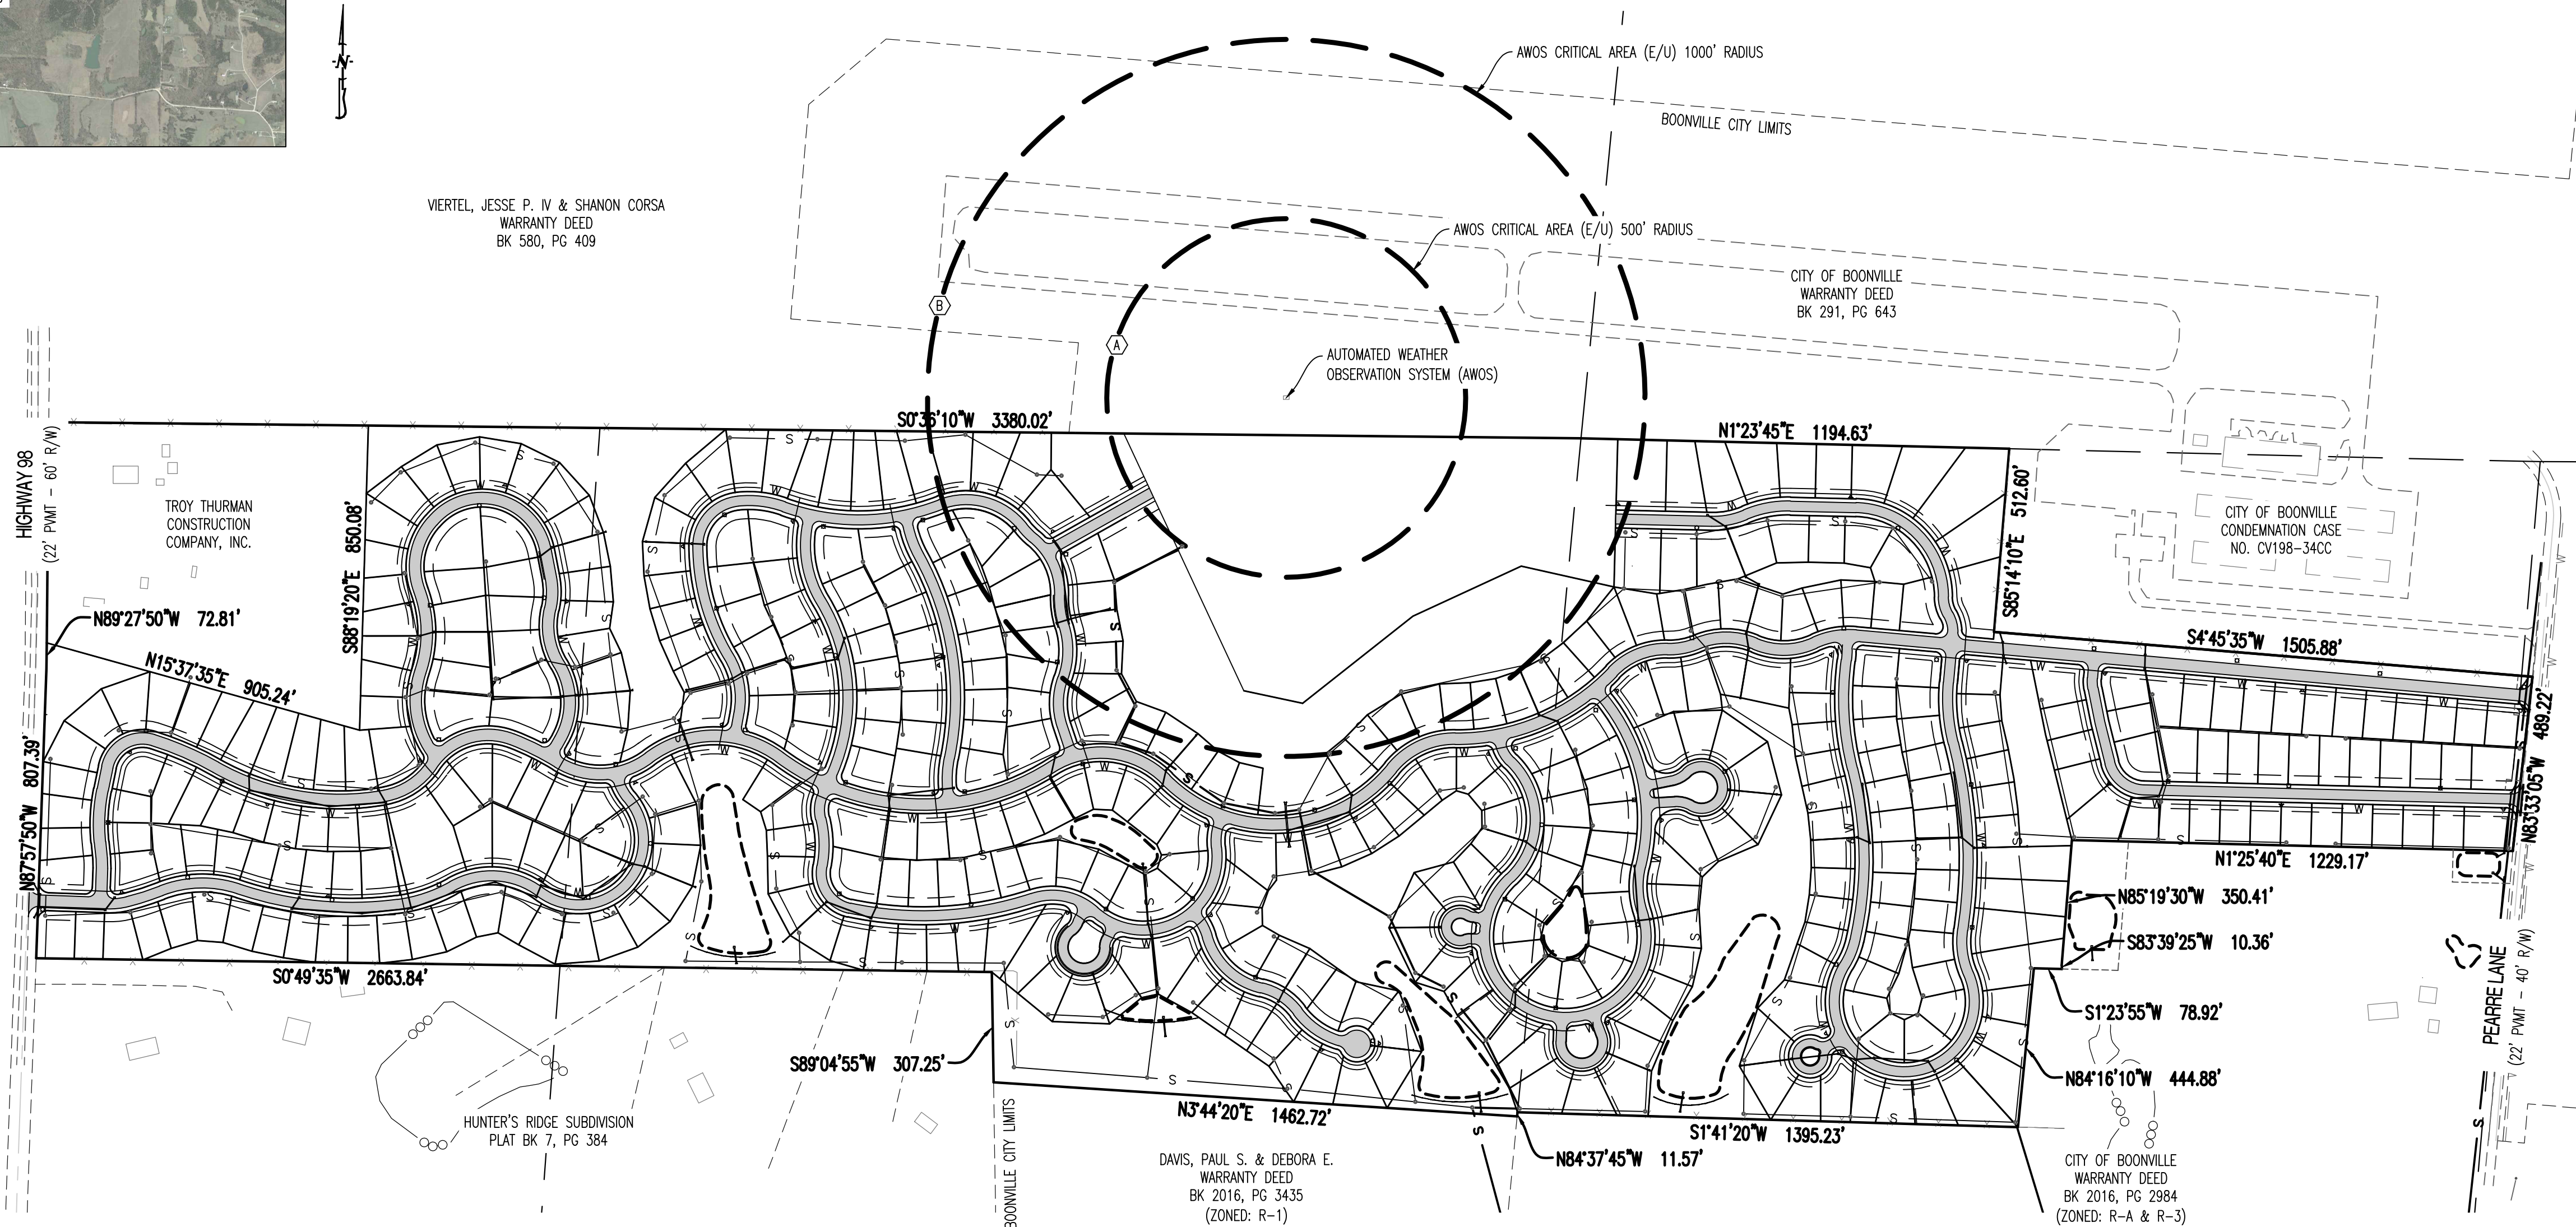 N
AWOS CRITICAL AREA (E/U) 1000' RADIUS
BOONVILLE CITY LIMITS
VIERTEL, JESSE P. IV & SHANON CORSA
WARRANTY DEED
BK 580, PG 409
AWOS CRITICAL AREA (E/U) 500' RADIUS
CITY OF BOONVILLE
WARRANTY DEED
BK 291, PG 643
B
A
AUTOMATED WEATHER
OBSERVATION SYSTEM (AWOS)
S0°36'10"W 3380.02'
N1°23'45"E 1194.63'
HIGHWAY 98
(22' PVMT - 60' R/W)
TROY THURMAN
CONSTRUCTION
COMPANY, INC.
S88°19'20"E 850.08'
S85°14'10"E 512.60'
CITY OF BOONVILLE
CONDEMNATION CASE
NO. CV198-34CC
N89°27'50"W 72.81'
N15°37'35"E 905.24'
S4°45'35"W 1505.88'
N87°57'50"W 807.39'
N83°33'05"W 489.22'
N1°25'40"E 1229.17'
N85°19'30"W 350.41'
S83°39'25"W 10.36'
S0°49'35"W 2663.84'
S1°23'55"W 78.92'
PEARRE LANE
(22' PVMT - 40' R/W)
S89°04'55"W 307.25'
N84°16'10"W 444.88'
HUNTER'S RIDGE SUBDIVISION
PLAT BK 7, PG 384
N3°44'20"E 1462.72'
S1°41'20"W 1395.23'
N84°37'45"W 11.57'
BOONVILLE CITY LIMITS
DAVIS, PAUL S. & DEBORA E.
WARRANTY DEED
BK 2016, PG 3435
(ZONED: R-1)
CITY OF BOONVILLE
WARRANTY DEED
BK 2016, PG 2984
(ZONED: R-A & R-3)